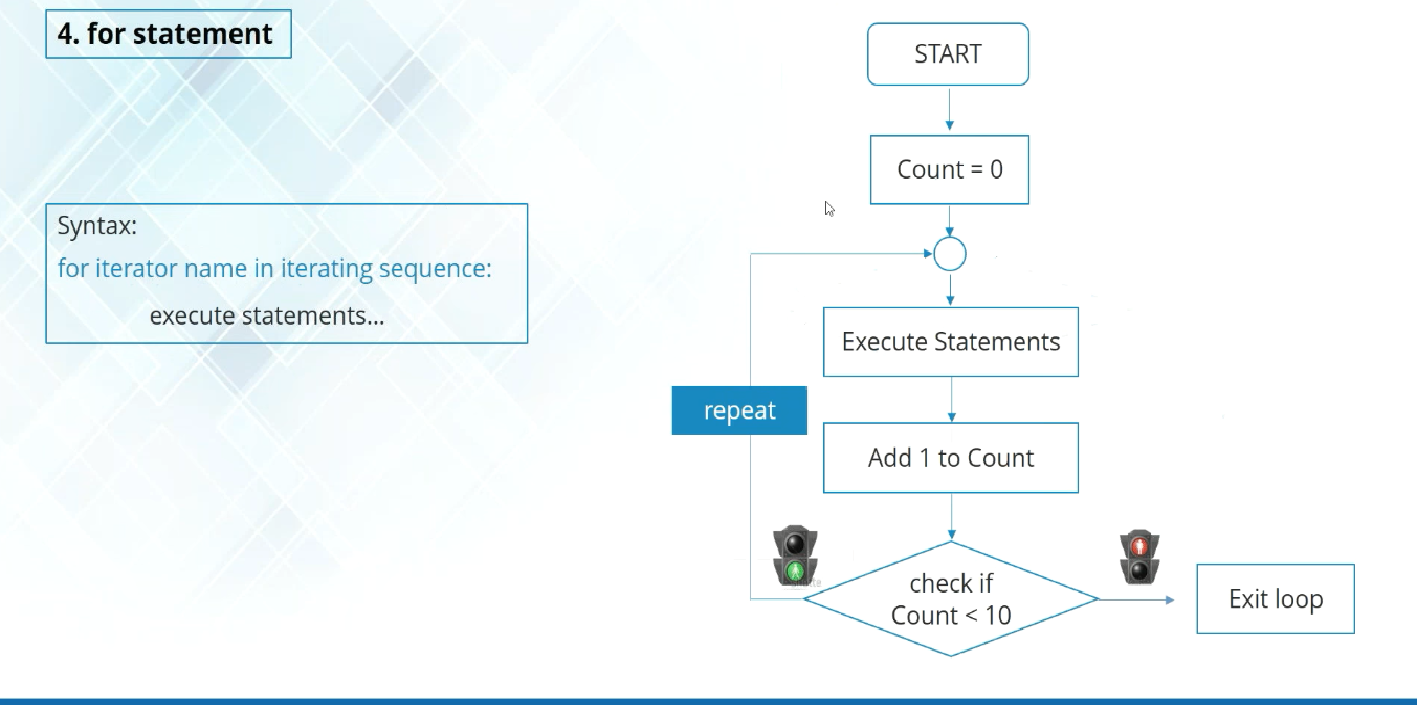 4. for statement
Syntax:
for iterator name in iterating sequence:
execute statements...
START
Count = 0
Execute Statements
repeat
Add 1 to Count
check if
Count < 10
Exit loop